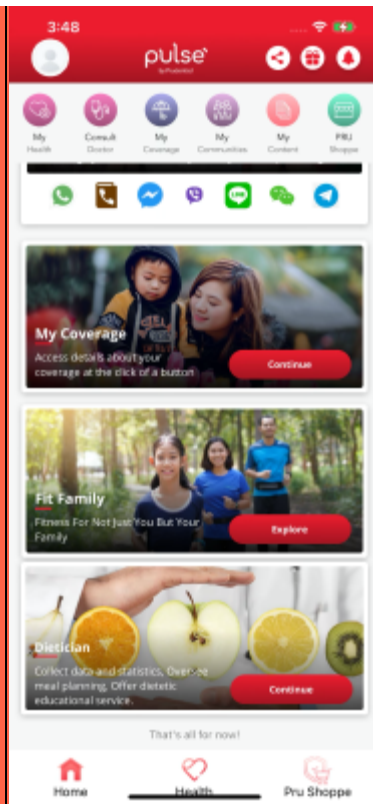 3:48
pulse
by Prudential
My Health
Consult Doctor
My Coverage
My Communities
My Content
PRU Shoppe
LINE
My Coverage
Access details about your
coverage at the click of a button
Continue
Fit Family
Fitness For Not Just You But Your
Family
Explore
Dietician
Collect data and statistics, Oversee
meal planning, Offer dietetic
educational service.
Continue
That's all for now!
Home
Health
Pru Shoppe